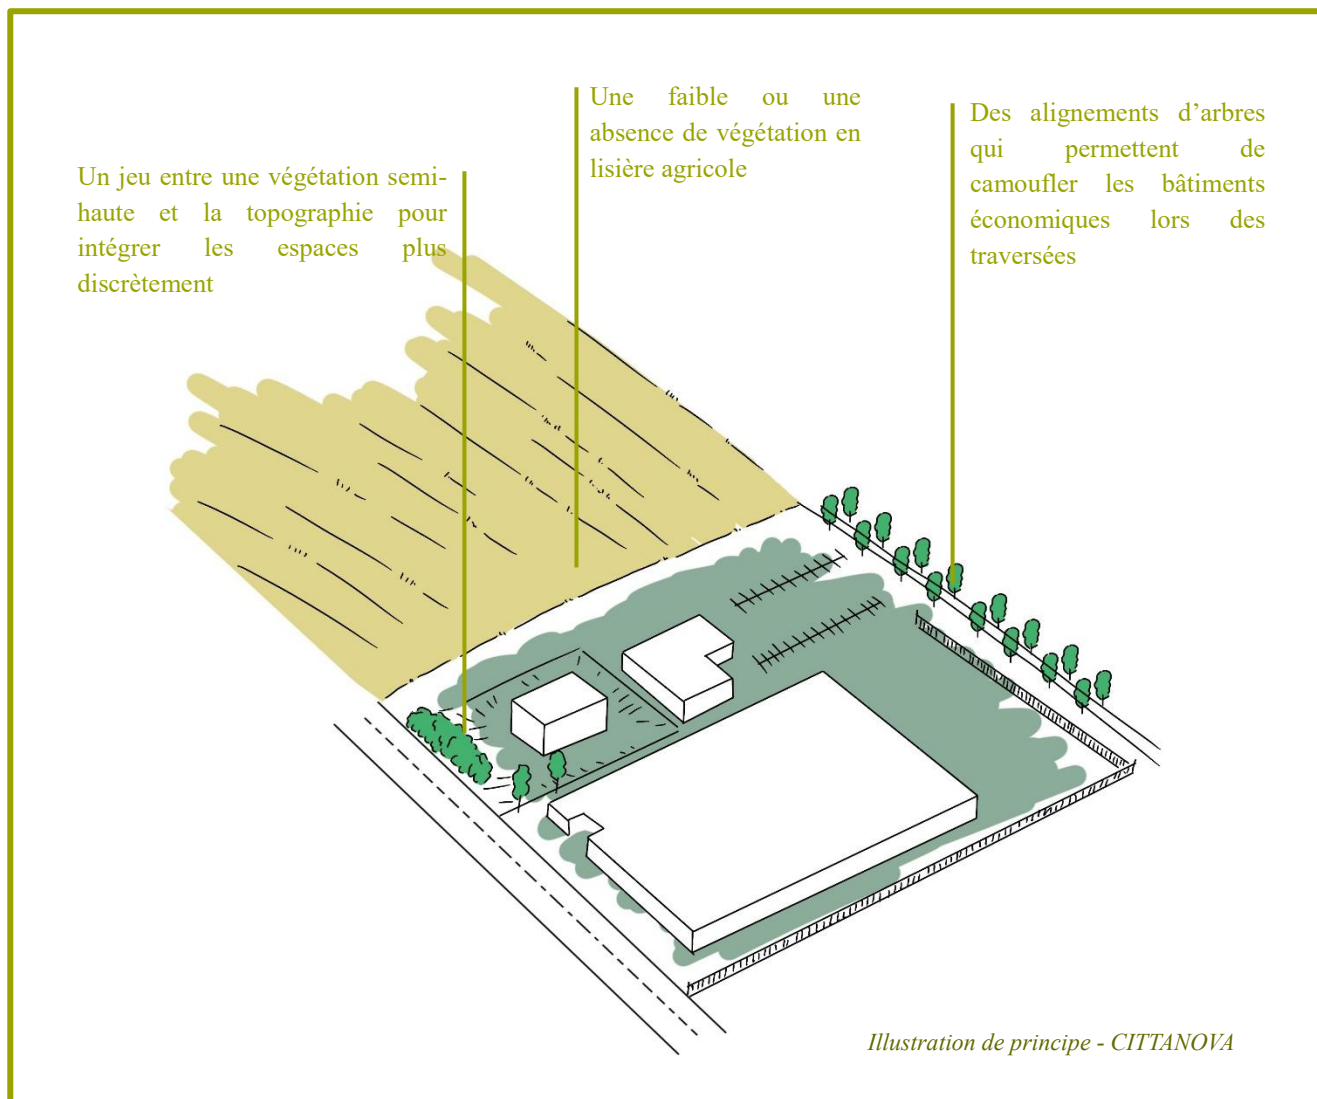 Un jeu entre une végétation semi-
haute et la topographie pour
intégrer les espaces plus
discrètement
Une faible ou une
absence de végétation en
lisière agricole
Des alignements d’arbres
qui permettent de
camoufler les bâtiments
économiques lors des
traversées
Illustration de principe - CITTANOVA